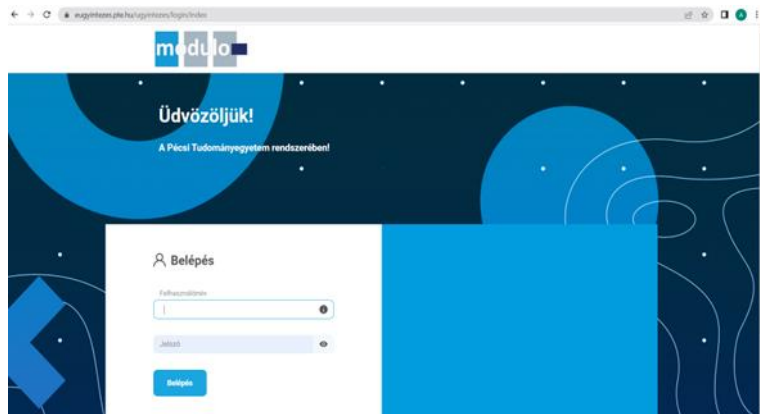 eugyintezes.pte.hu/ugyintezes/login/index
modulo
Üdvözöljük!
A Pécsi Tudományegyetem rendszerében!
Belépés
Felhasználónév
Jelszó
Belépés